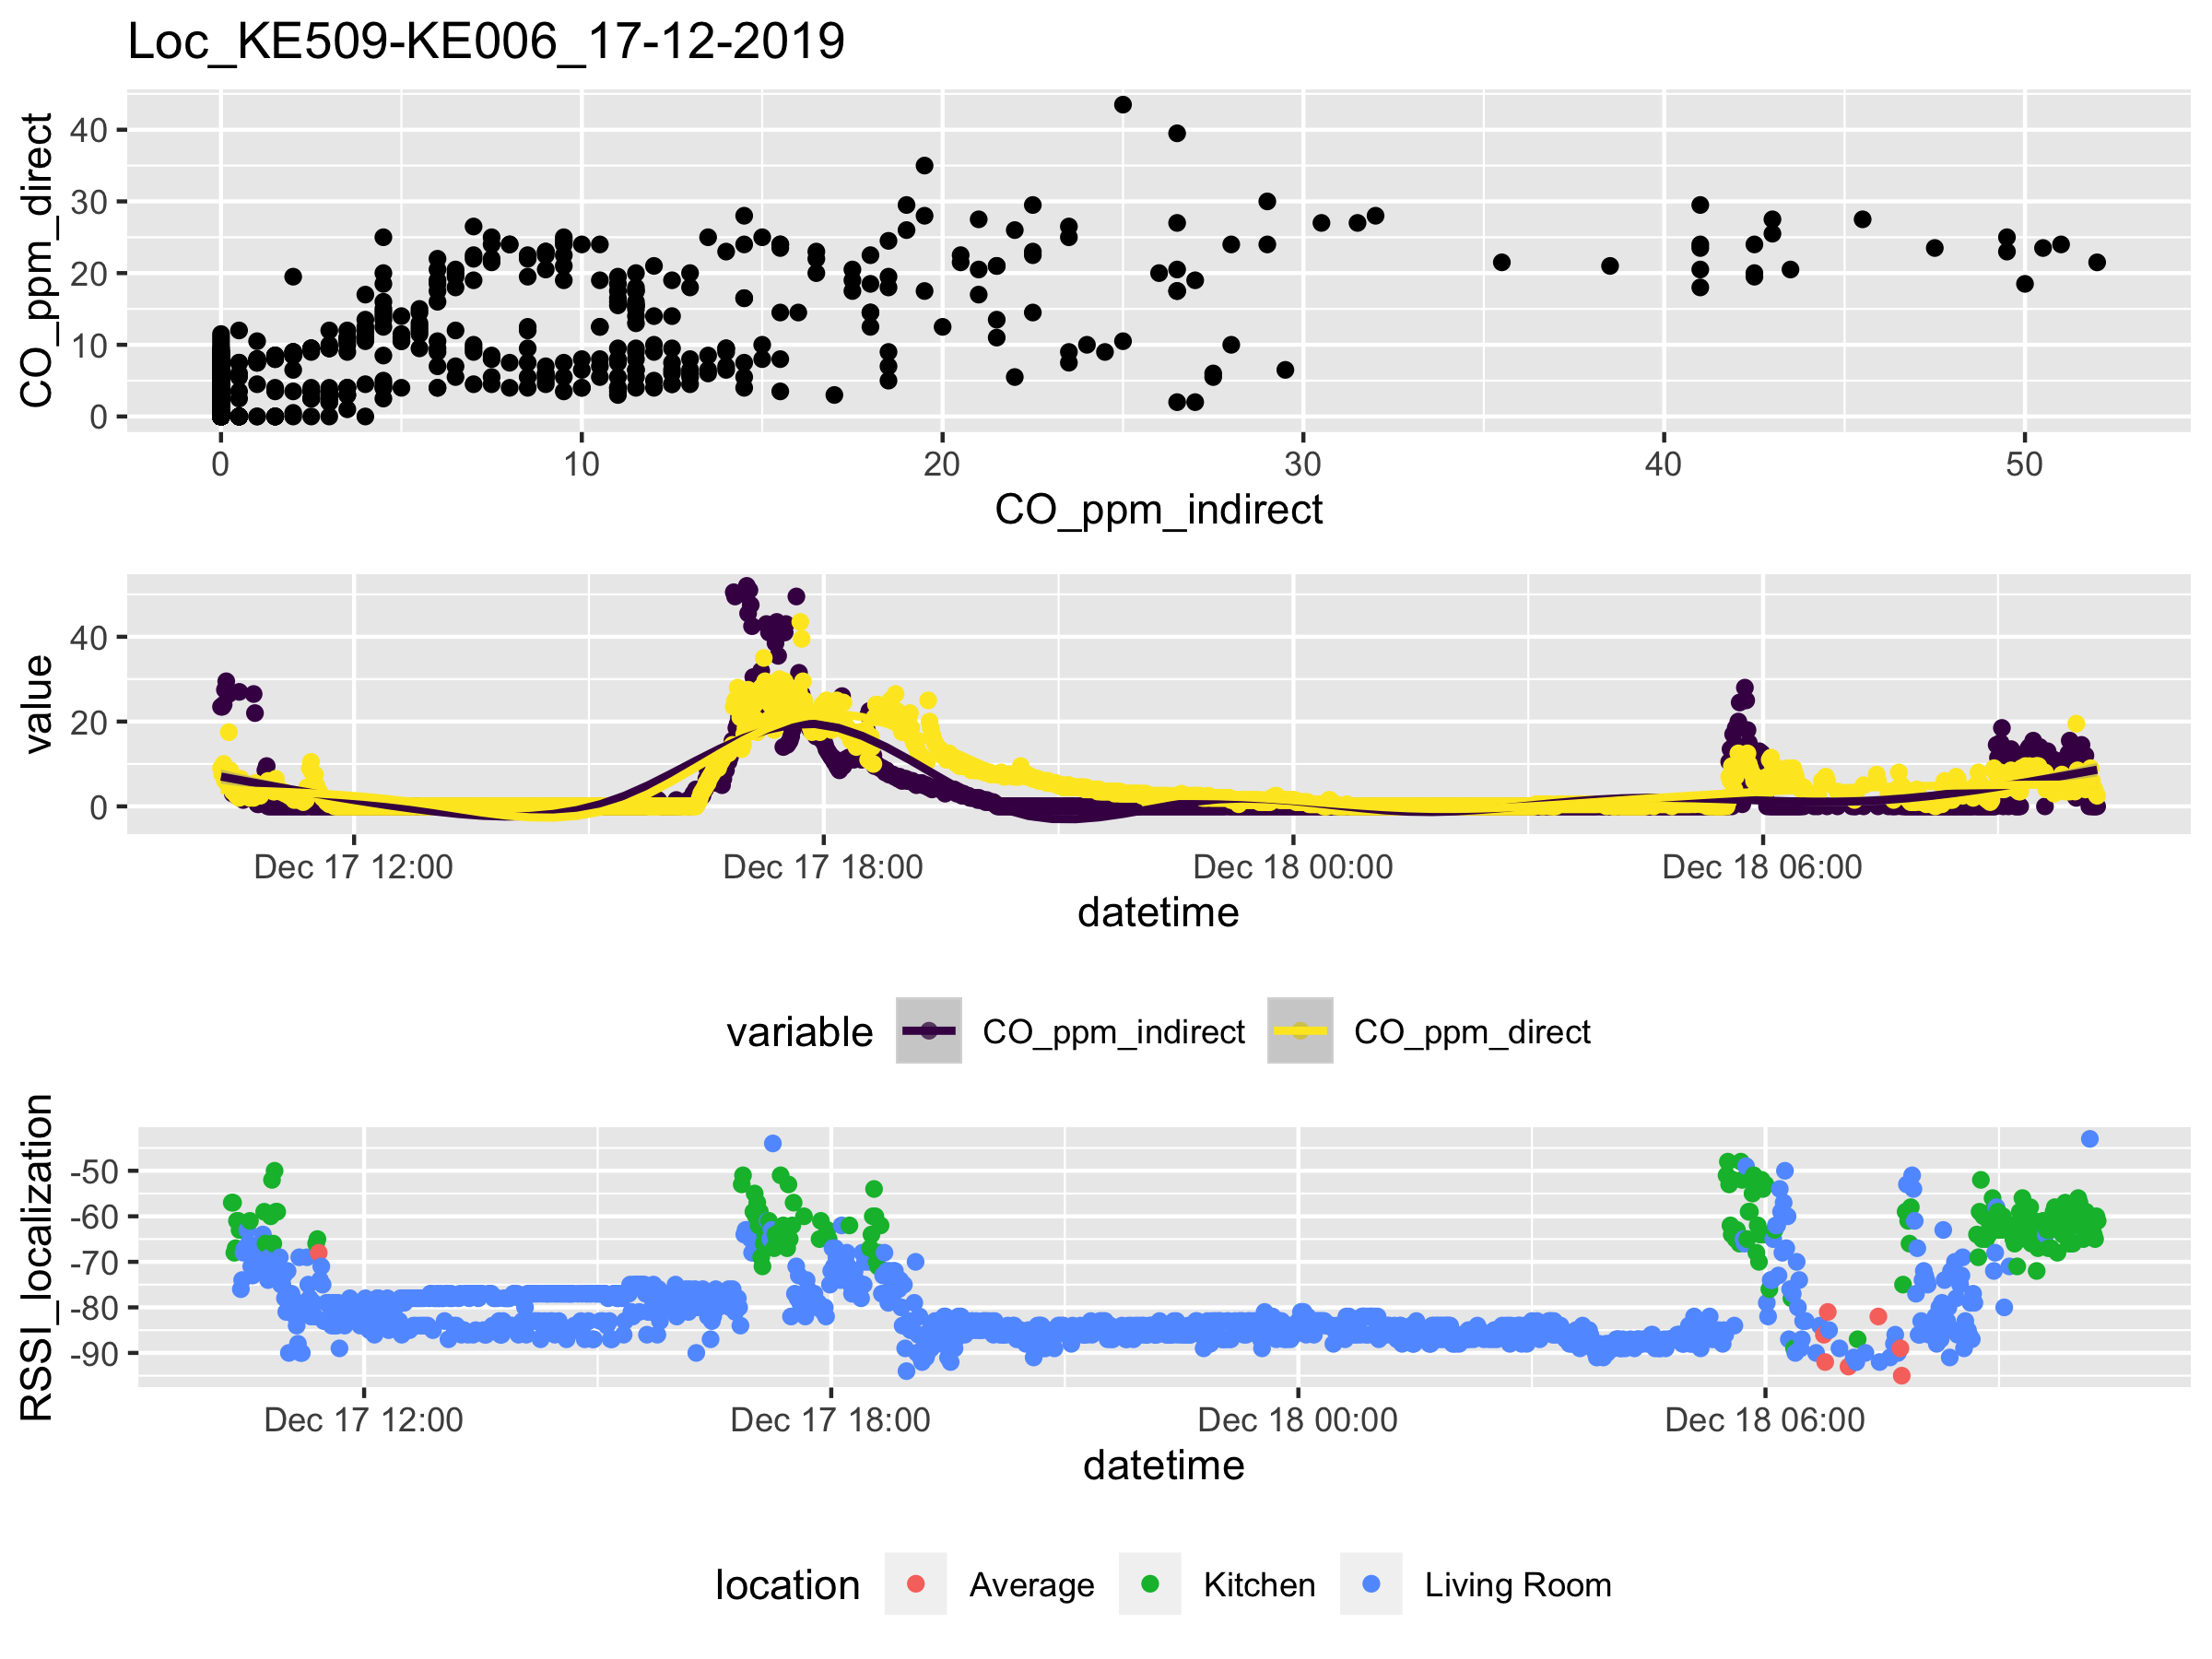 Loc_KE509-KE006_17-12-2019
CO_ppm_direct
40
30
20
10
0
0 10 20 30 40 50
CO_ppm_indirect
value
40
20
0
Dec 17 12:00 Dec 17 18:00 Dec 18 00:00 Dec 18 06:00
datetime
variable CO_ppm_indirect CO_ppm_direct
RSSI_localization
-50
-60
-70
-80
-90
Dec 17 12:00 Dec 17 18:00 Dec 18 00:00 Dec 18 06:00
datetime
location Average Kitchen Living Room